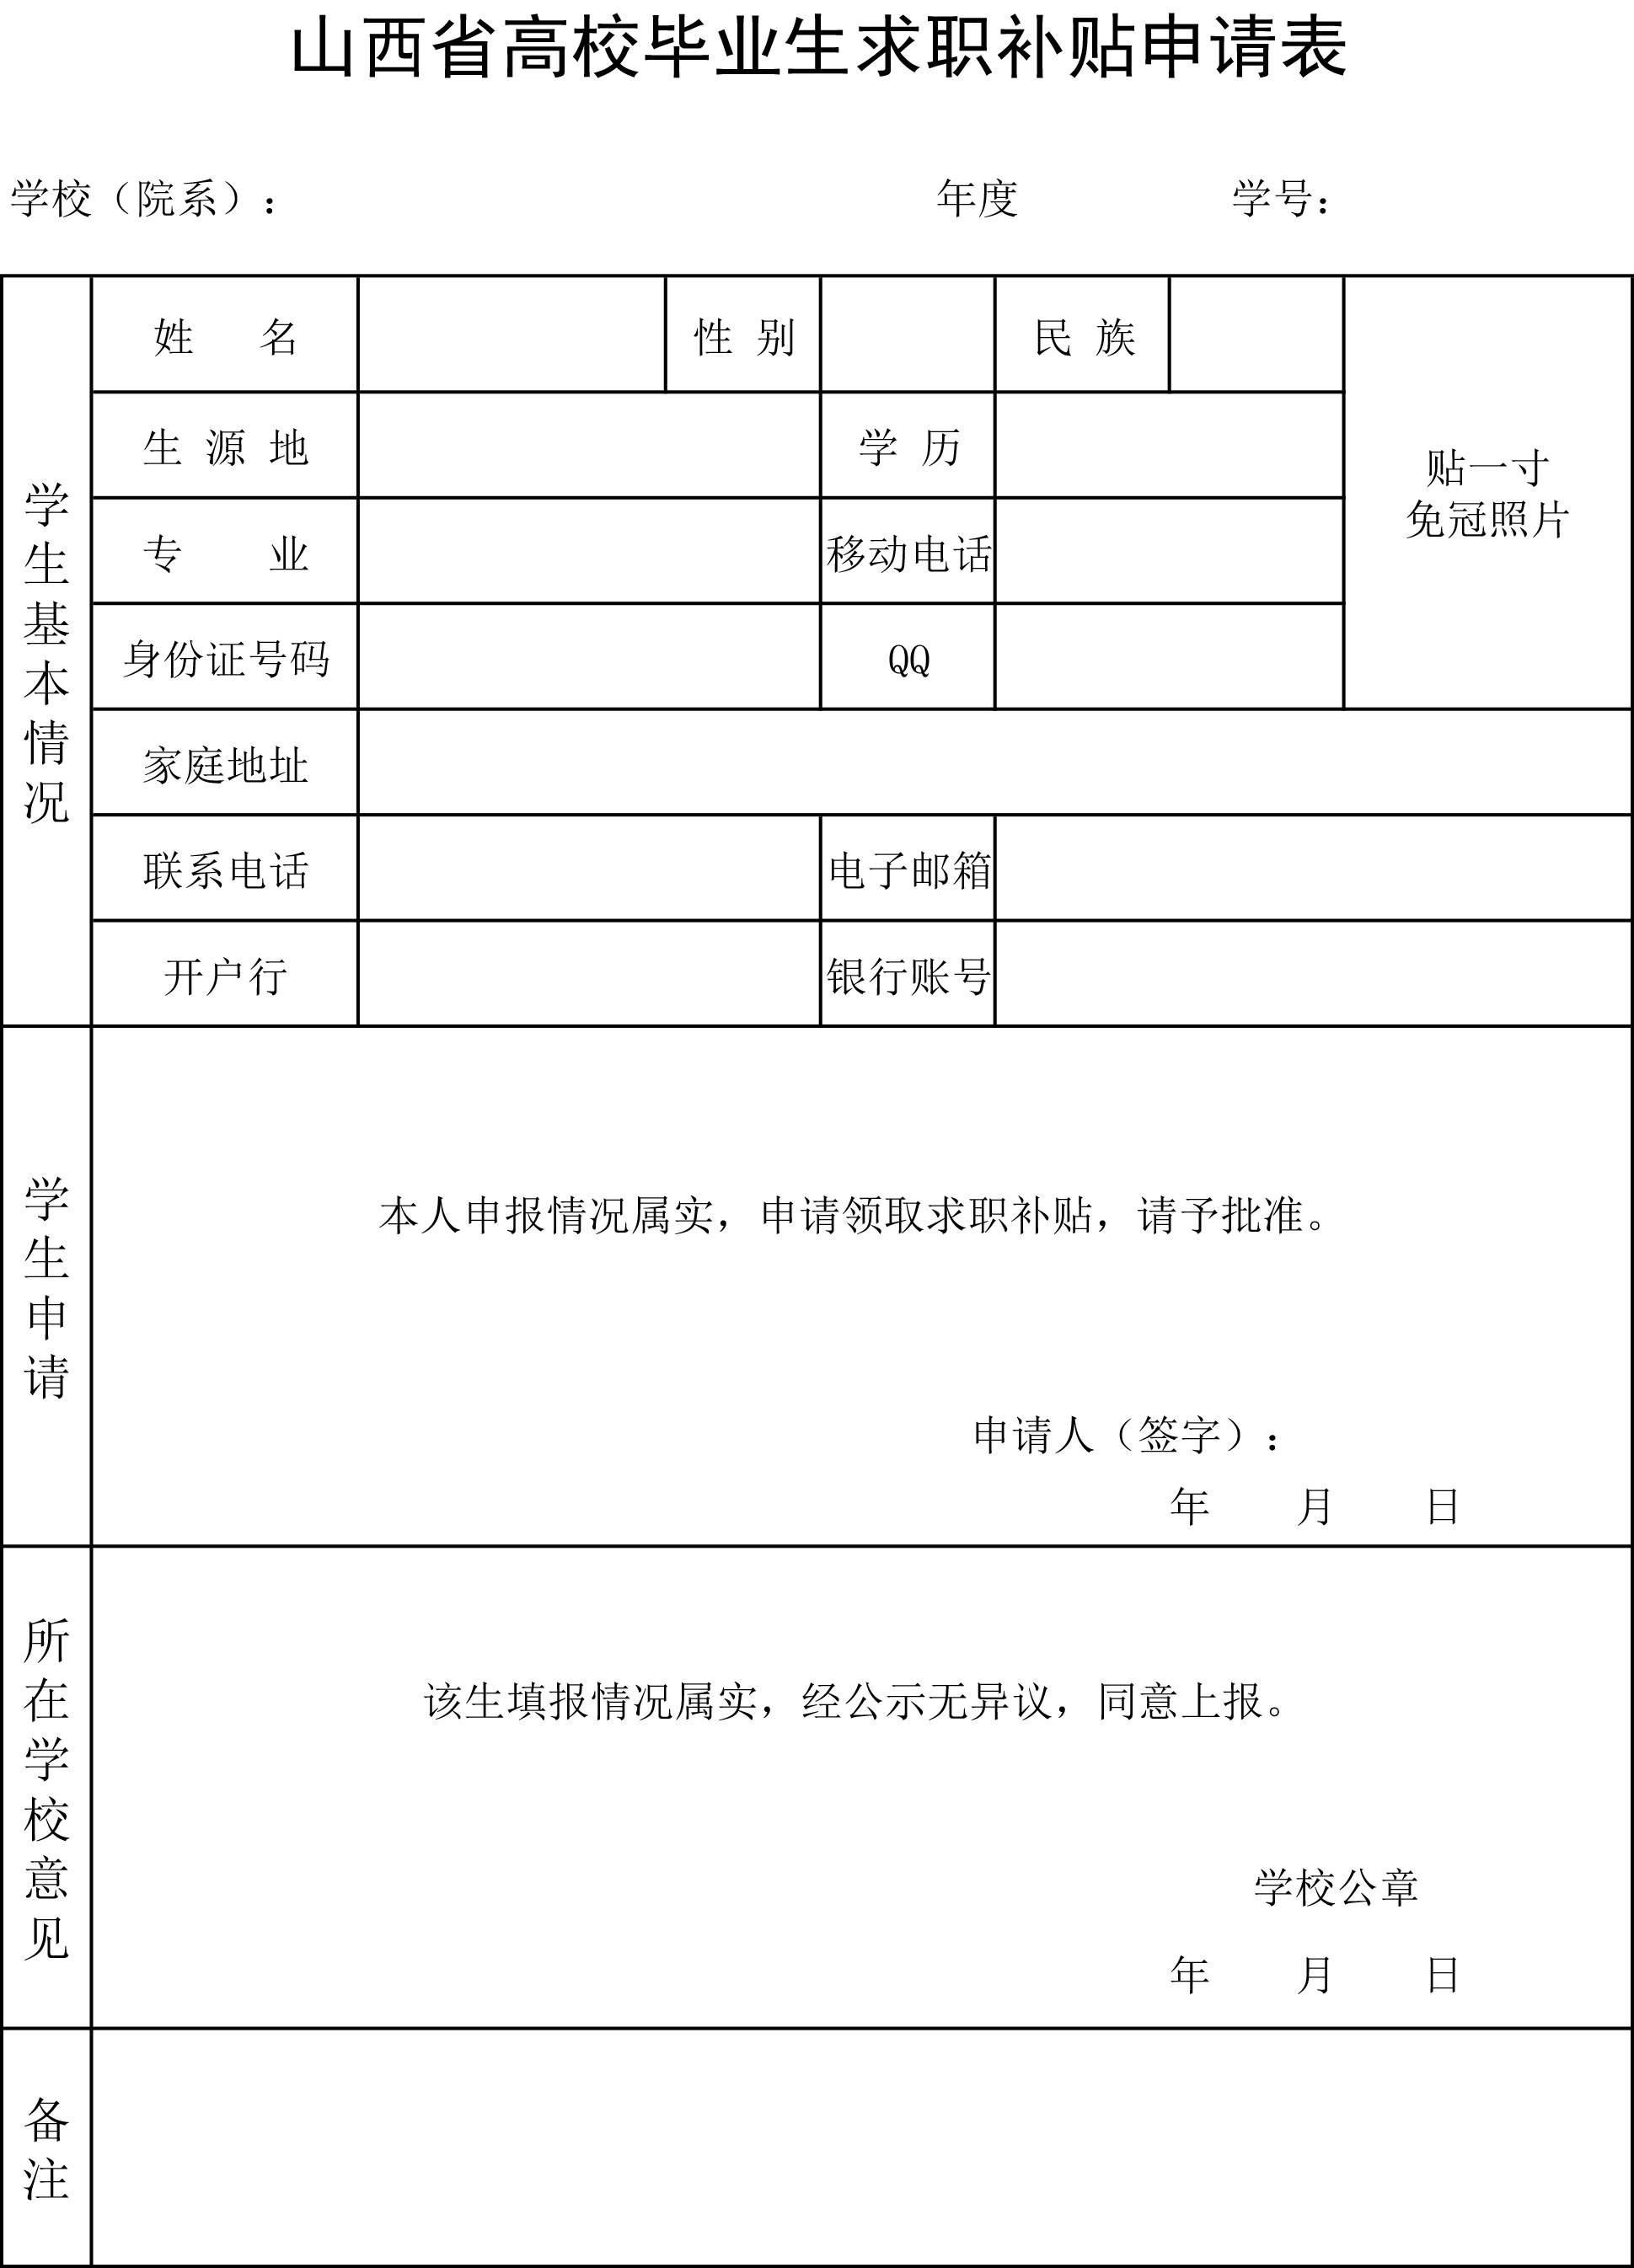 山西省高校毕业生求职补贴申请表
学校（院系）： 年度 学号：
学生基本情况
姓 名 性 别 民 族
贴一寸
免冠照片
生 源 地 学 历
专 业 移动电话
身份证号码 QQ
家庭地址
联系电话 电子邮箱
开户行 银行账号
学生申请
本人申报情况属实，申请领取求职补贴，请予批准。
申请人（签字）：
年 月 日
所在学校意见
该生填报情况属实，经公示无异议，同意上报。
学校公章
年 月 日
备注